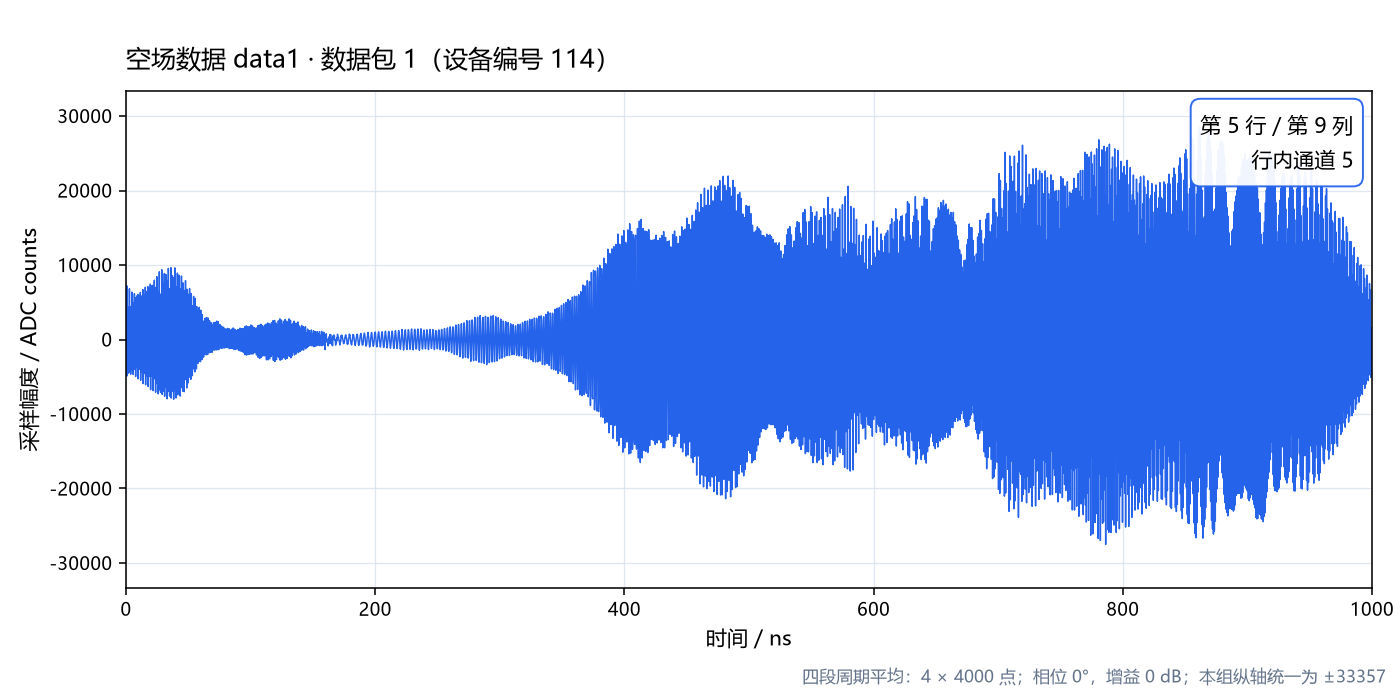 空场数据 data1 · 数据包 1（设备编号 114）
第 5 行 / 第 9 列
行内通道 5
采样幅度 / ADC counts
30000
20000
10000
0
-10000
-20000
-30000
0
200
400
600
800
1000
时间 / ns
四段周期平均：4 × 4000 点；相位 0°，增益 0 dB；本组纵轴统一为 ±33357